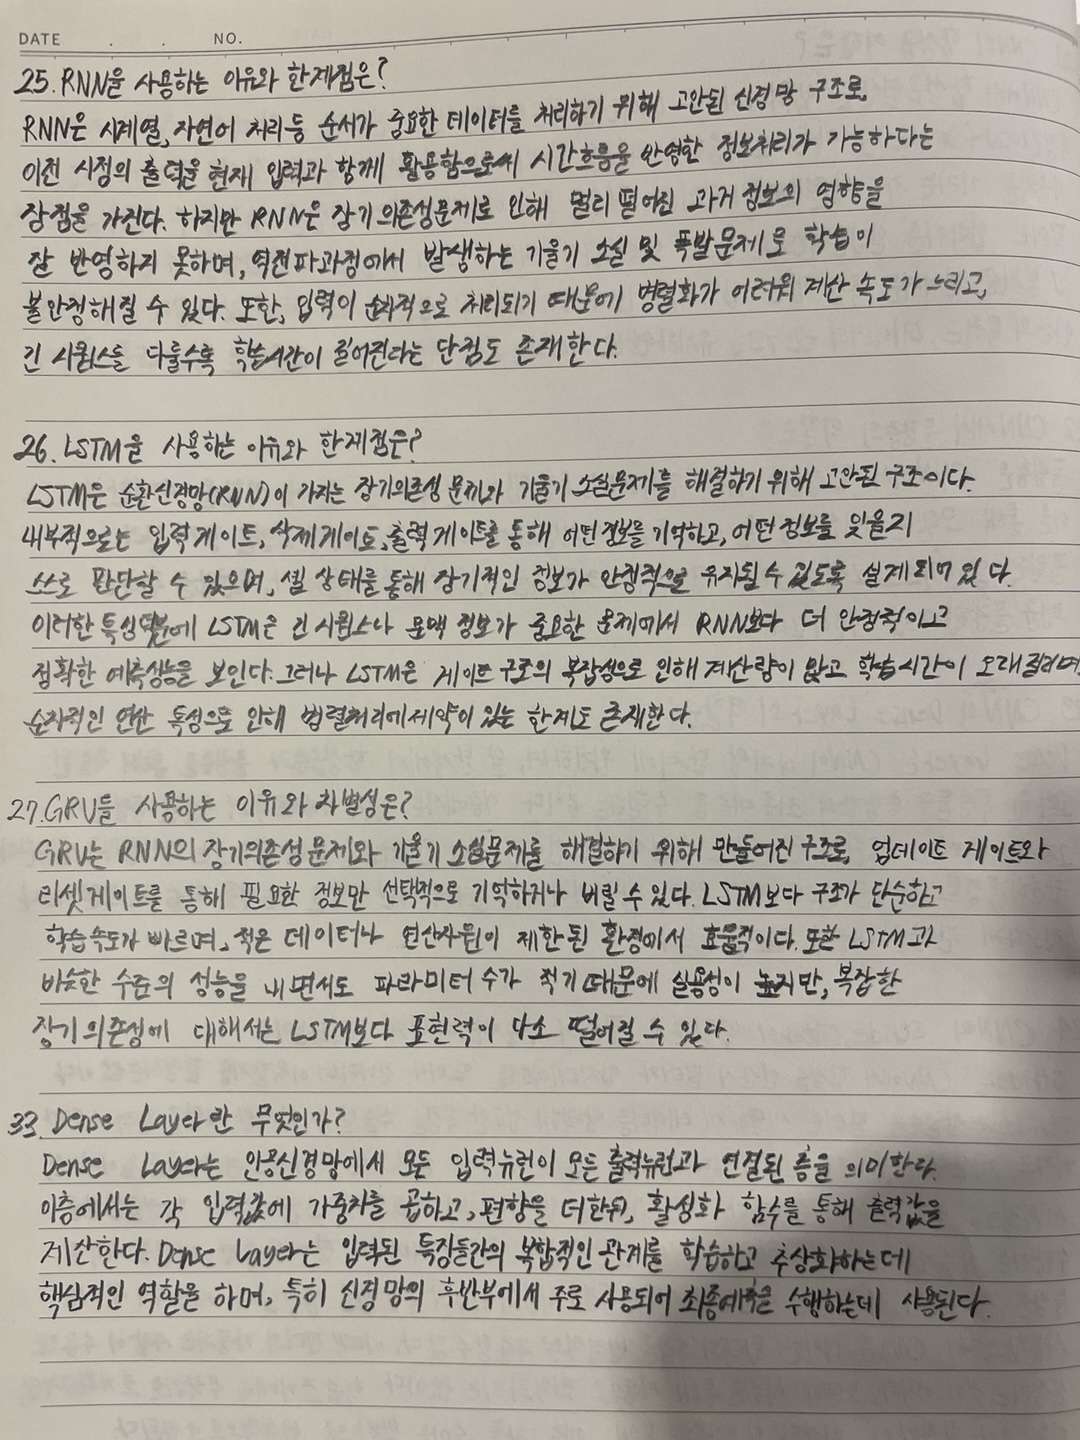 DATE . . NO.
25. RNN을 사용하는 이유와 한계점은?
RNN은 시계열, 자연어 처리등 순서가 중요한 데이터를 처리하기 위해 고안된 신경망 구조로,
이전 시점의 출력을 현재 입력과 함께 활용함으로써 시간흐름을 반영한 정보처리가 가능하다는
장점을 가진다. 하지만 RNN은 장기 의존성문제로 인해 멀리 떨어진 과거 정보의 영향을
잘 반영하지 못하며, 역전파과정에서 발생하는 기울기 소실 및 폭발문제로 학습이
불안정해질 수 있다. 또한, 입력이 순차적으로 처리되기 때문에 병렬화가 어려워 계산 속도가 느리고,
긴 시퀀스를 다룰수록 학습시간이 길어진다는 단점도 존재한다.
26. LSTM을 사용하는 이유와 한계점은?
LSTM은 순환신경망(RNN)이 가지는 장기의존성 문제와 기울기 소실문제를 해결하기 위해 고안된 구조이다.
내부적으로는 입력 게이트, 삭제게이트, 출력 게이트를 통해 어떤 정보를 기억하고, 어떤 정보를 잊을지
스스로 판단할 수 있으며, 셀 상태를 통해 장기적인 정보가 안정적으로 유지될 수 있도록 설계되어 있다.
이러한 특성 덕분에 LSTM은 긴 시퀀스나 문맥 정보가 중요한 문제에서 RNN보다 더 안정적이고
정확한 예측성능을 보인다. 그러나 LSTM은 게이트 구조의 복잡성으로 인해 계산량이 많고 학습시간이 오래걸리며
순차적인 연산 특성으로 인해 병렬처리에 제약이 있는 한계도 존재한다.
27. GRU를 사용하는 이유와 차별성은?
GRU는 RNN의 장기의존성 문제와 기울기 소실문제를 해결하기 위해 만들어진 구조로, 업데이트 게이트와
리셋게이트를 통해 필요한 정보만 선택적으로 기억하거나 버릴 수 있다. LSTM보다 구조가 단순하고
학습속도가 빠르며, 적은 데이터나 연산자원이 제한된 환경에서 효율적이다. 또한 LSTM과
비슷한 수준의 성능을 내면서도 파라미터 수가 적기 때문에 실용성이 높지만, 복잡한
장기 의존성에 대해서는 LSTM보다 표현력이 다소 떨어질 수 있다.
33. Dense Layer란 무엇인가?
Dense Layer는 인공신경망에서 모든 입력뉴런이 모든 출력뉴런과 연결된 층을 의미한다.
이층에서는 각 입력값에 가중치를 곱하고, 편향을 더한뒤, 활성화 함수를 통해 출력값을
계산한다. Dense Layer는 입력된 특징들간의 복합적인 관계를 학습하고 추상화하는데
핵심적인 역할을 하며, 특히 신경망의 후반부에서 주로 사용되어 최종예측을 수행하는데 사용된다.